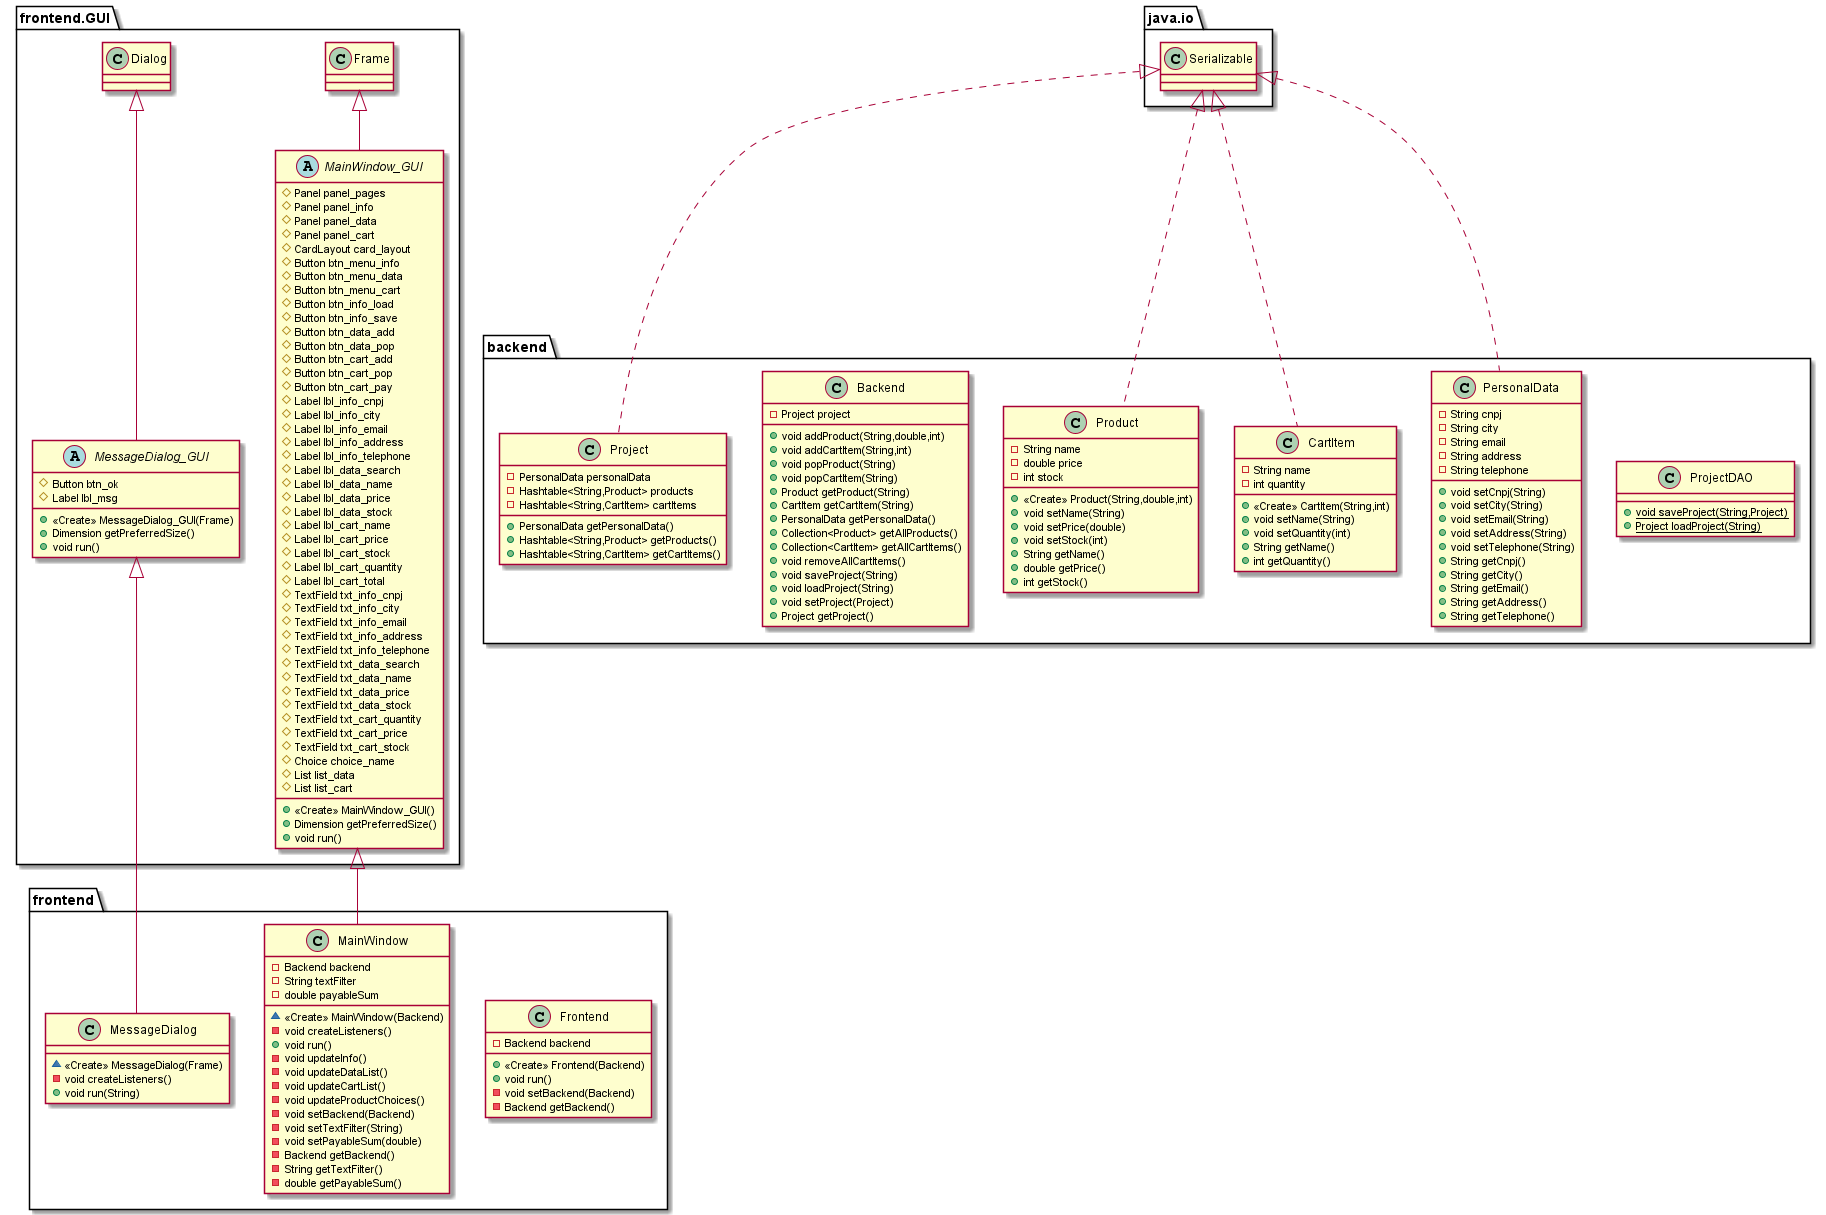 frontend.GUI
C Dialog
C Frame
A MainWindow_GUI
Panel panel_pages
Panel panel_info
Panel panel_data
Panel panel_cart
CardLayout card_layout
Button btn_menu_info
Button btn_menu_data
Button btn_menu_cart
Button btn_info_load
Button btn_info_save
Button btn_data_add
Button btn_data_pop
Button btn_cart_add
Button btn_cart_pop
Button btn_cart_pay
Label lbl_info_cnpj
Label lbl_info_city
Label lbl_info_email
Label lbl_info_address
Label lbl_info_telephone
Label lbl_data_search
Label lbl_data_name
Label lbl_data_price
Label lbl_data_stock
Label lbl_cart_name
Label lbl_cart_price
Label lbl_cart_stock
Label lbl_cart_quantity
Label lbl_cart_total
TextField txt_info_cnpj
TextField txt_info_city
TextField txt_info_email
TextField txt_info_address
TextField txt_info_telephone
TextField txt_data_search
TextField txt_data_name
TextField txt_data_price
TextField txt_data_stock
TextField txt_cart_quantity
TextField txt_cart_price
TextField txt_cart_stock
Choice choice_name
List list_data
List list_cart
«Create» MainWindow_GUI()
Dimension getPreferredSize()
void run()
A MessageDialog_GUI
Button btn_ok
Label lbl_msg
«Create» MessageDialog_GUI(Frame)
Dimension getPreferredSize()
void run()
java.io
C Serializable
backend
C Project
PersonalData personalData
Hashtable<String,Product> products
Hashtable<String,CartItem> cartItems
PersonalData getPersonalData()
Hashtable<String,Product> getProducts()
Hashtable<String,CartItem> getCartItems()
C Backend
Project project
void addProduct(String,double,int)
void addCartItem(String,int)
void popProduct(String)
void popCartItem(String)
Product getProduct(String)
CartItem getCartItem(String)
PersonalData getPersonalData()
Collection<Product> getAllProducts()
Collection<CartItem> getAllCartItems()
void removeAllCartItems()
void saveProject(String)
void loadProject(String)
void setProject(Project)
Project getProject()
C Product
String name
double price
int stock
«Create» Product(String,double,int)
void setName(String)
void setPrice(double)
void setStock(int)
String getName()
double getPrice()
int getStock()
C CartItem
String name
int quantity
«Create» CartItem(String,int)
void setName(String)
void setQuantity(int)
String getName()
int getQuantity()
C PersonalData
String cnpj
String city
String email
String address
String telephone
void setCnpj(String)
void setCity(String)
void setEmail(String)
void setAddress(String)
void setTelephone(String)
String getCnpj()
String getCity()
String getEmail()
String getAddress()
String getTelephone()
C ProjectDAO
void saveProject(String,Project)
Project loadProject(String)
frontend
C MessageDialog
«Create» MessageDialog(Frame)
void createListeners()
void run(String)
C MainWindow
Backend backend
String textFilter
double payableSum
«Create» MainWindow(Backend)
void createListeners()
void run()
void updateInfo()
void updateDataList()
void updateCartList()
void updateProductChoices()
void setBackend(Backend)
void setTextFilter(String)
void setPayableSum(double)
Backend getBackend()
String getTextFilter()
double getPayableSum()
C Frontend
Backend backend
«Create» Frontend(Backend)
void run()
void setBackend(Backend)
Backend getBackend()